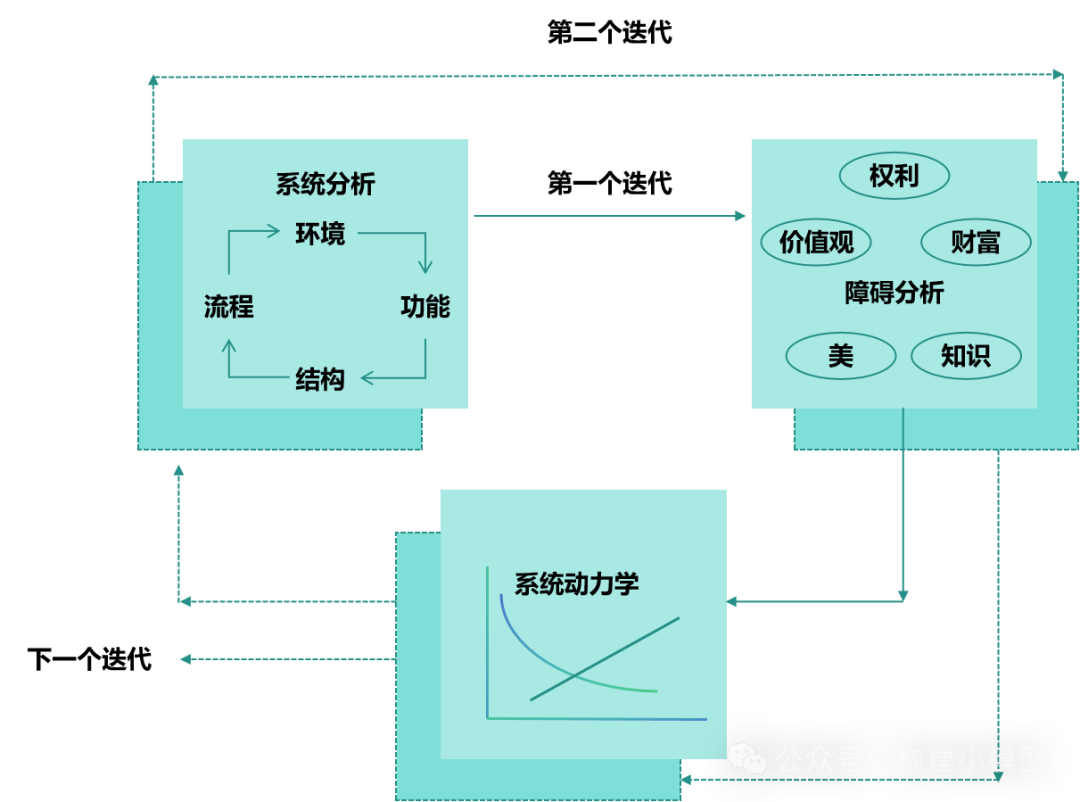 第二个迭代
系统分析
第一个迭代
权利
环境
价值观
财富
流程
功能
障碍分析
结构
美
知识
系统动力学
下一个迭代
公众号 构建小模型